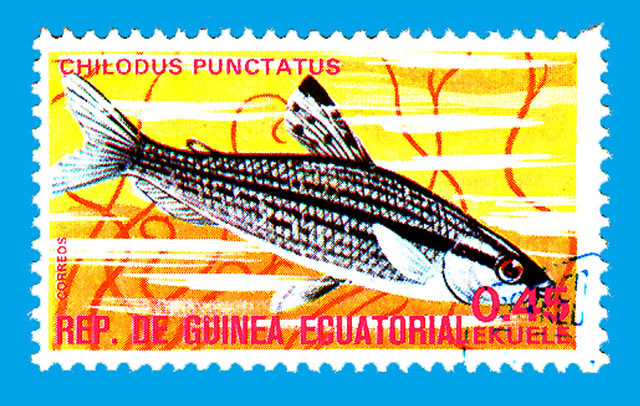 CHILODUS PUNCTATUS
CORREOS
0.45
REP. DE GUINEA ECUATORIAL EKUELE